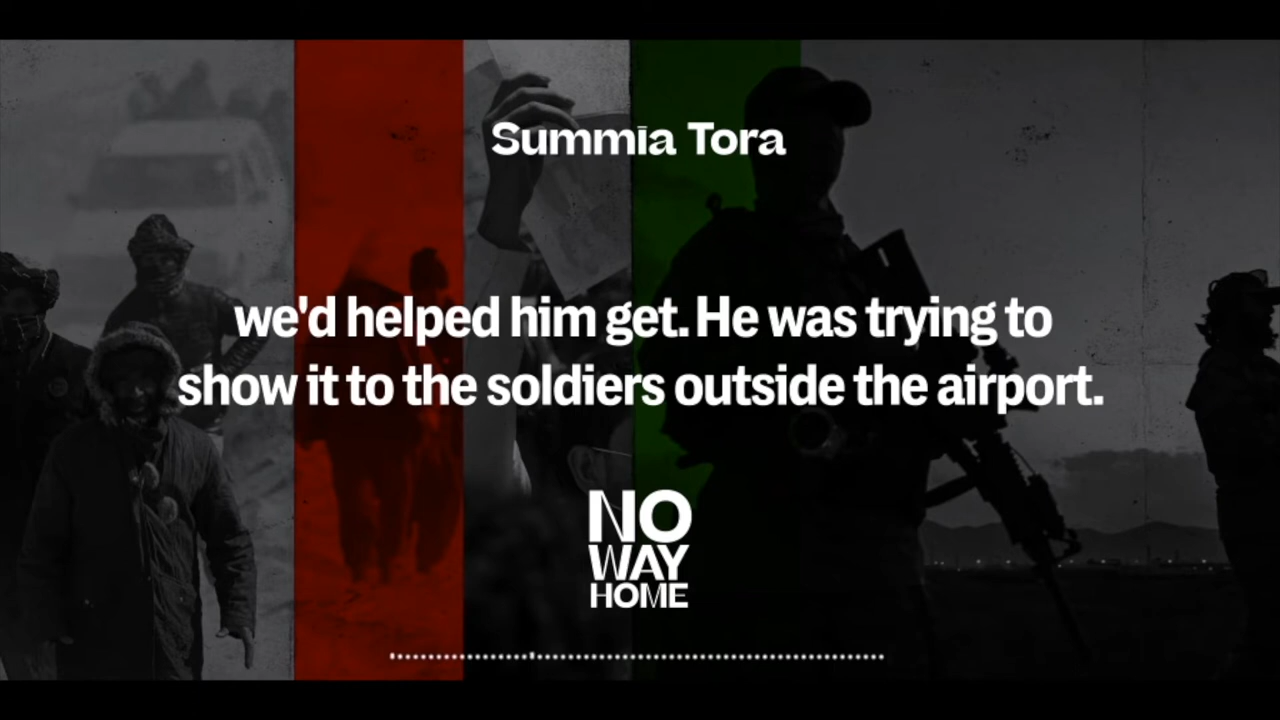 Summia Tora
we'd helped him get. He was trying to
show it to the soldiers outside the airport.
NO
WAY
HOME